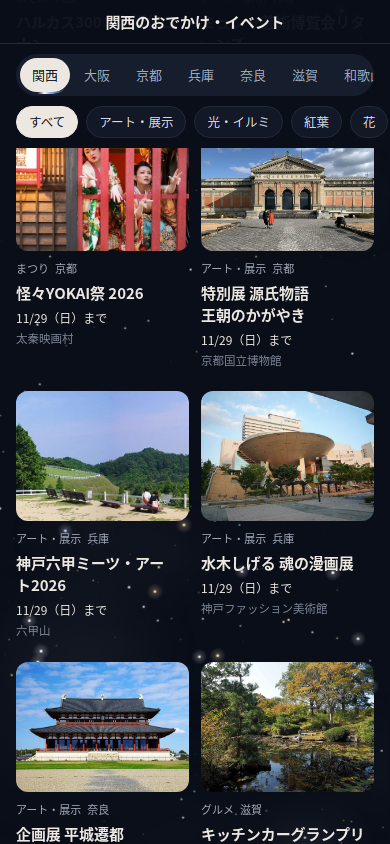 関西のおでかけ・イベント
関西 大阪 京都 兵庫 奈良 滋賀
すべて アート・展示 光・イルミ 紅葉 花
まつり 京都
怪々YOKAI祭 2026
11/29（日）まで
太秦映画村
アート・展示 京都
特別展 源氏物語
王朝のかがやき
11/29（日）まで
京都国立博物館
アート・展示 兵庫
神戸六甲ミーツ・アー
ト2026
11/29（日）まで
六甲山
アート・展示 兵庫
水木しげる 魂の漫画展
11/29（日）まで
神戸ファッション美術館
アート・展示 奈良
企画展 平城遷都
グルメ 滋賀
キッチンカーグランプリ